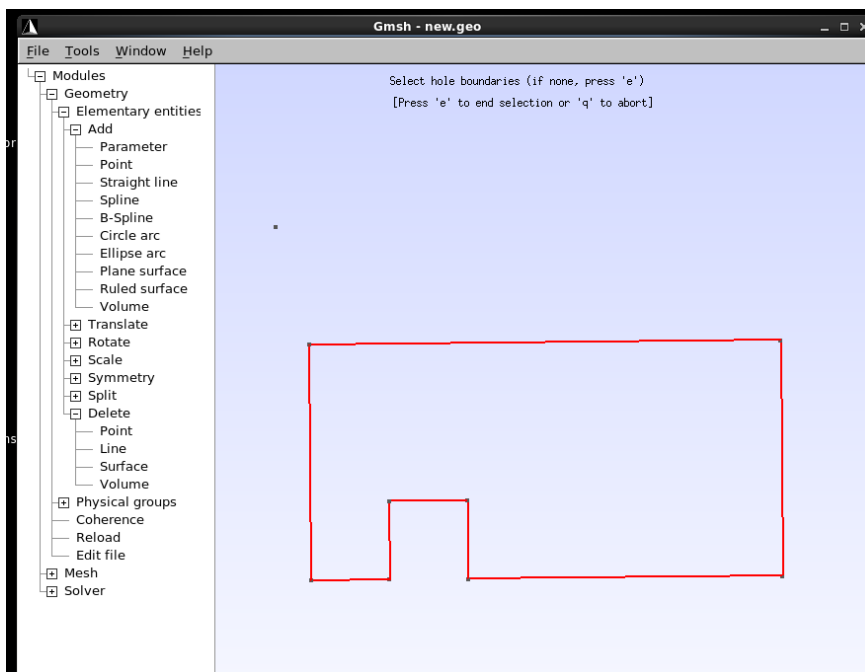 Gmsh - new.geo
File Tools Window Help
Modules
Geometry
Elementary entities
Add
Parameter
Point
Straight line
Spline
B-Spline
Circle arc
Ellipse arc
Plane surface
Ruled surface
Volume
Translate
Rotate
Scale
Symmetry
Split
Delete
Point
Line
Surface
Volume
Physical groups
Coherence
Reload
Edit file
Mesh
Solver
Select hole boundaries (if none, press 'e')
[Press 'e' to end selection or 'q' to abort]